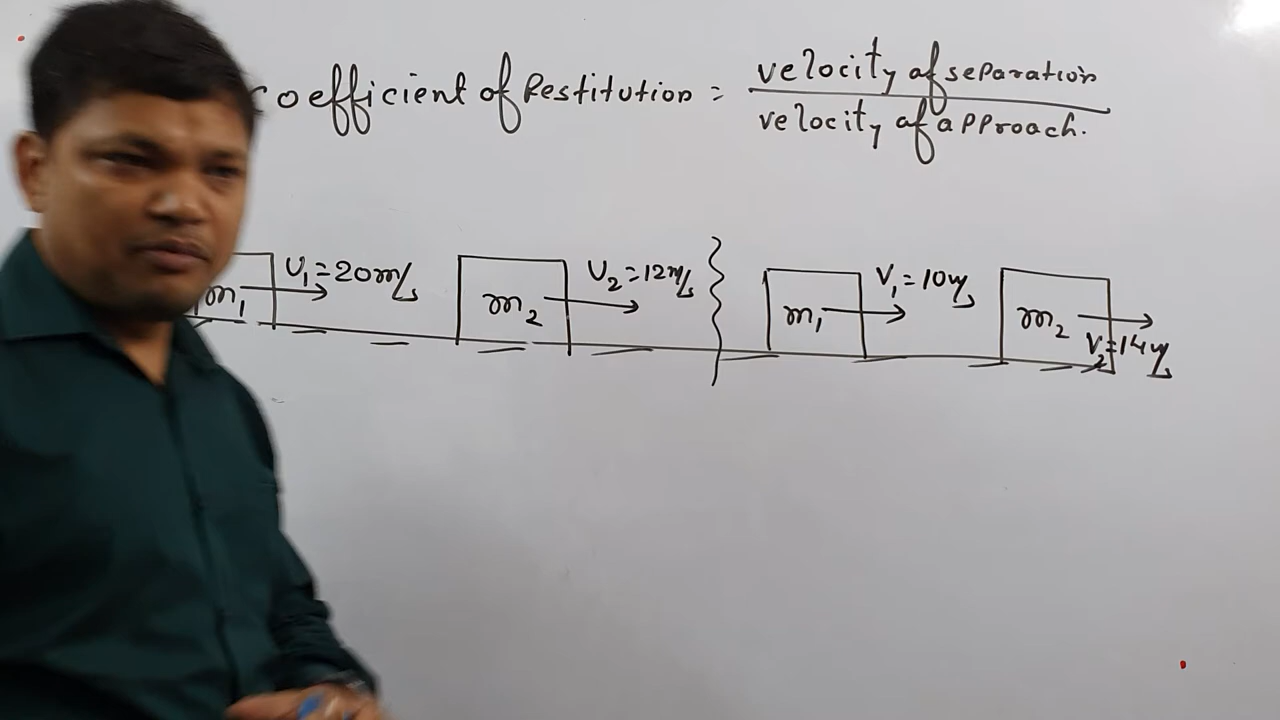 coefficient of Restitution = velocity of separation
velocity of approach.
m1 U1=20m/s m2 U2=12m/s m1 V1=10m/s m2 V2=14m/s